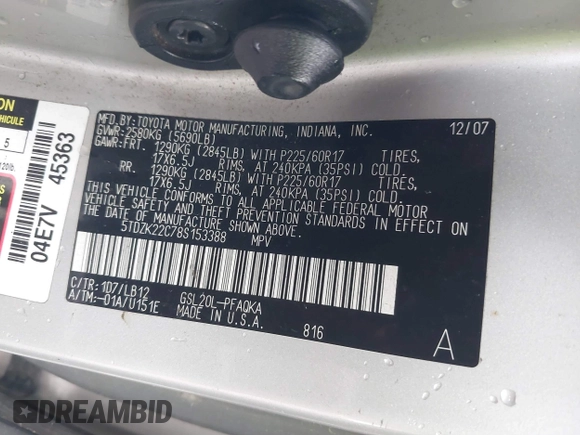 ON
VEHICULE
5
120lb.
04E7V 45363
MFD.BY:TOYOTA MOTOR MANUFACTURING, INDIANA, INC. 12/07
GVWR:2580KG (5690LB)
GAWR:FRT. 1290KG (2845LB) WITH P225/60R17 TIRES,
17X6.5J RIMS, AT 240KPA (35PSI) COLD.
RR. 1290KG (2845LB) WITH P225/60R17 TIRES,
17X6.5J RIMS, AT 240KPA (35PSI) COLD.
THIS VEHICLE CONFORMS TO ALL APPLICABLE FEDERAL MOTOR
VEHICLE SAFETY AND THEFT PREVENTION STANDARDS IN EFFECT ON
THE DATE OF MANUFACTURE SHOWN ABOVE.
5TDZK22C78S153388 MPV
C/TR:1D7/LB12 GSL20L-PFAQKA
A/TM:-01A/U151E MADE IN U.S.A. 816 A
DREAMBID